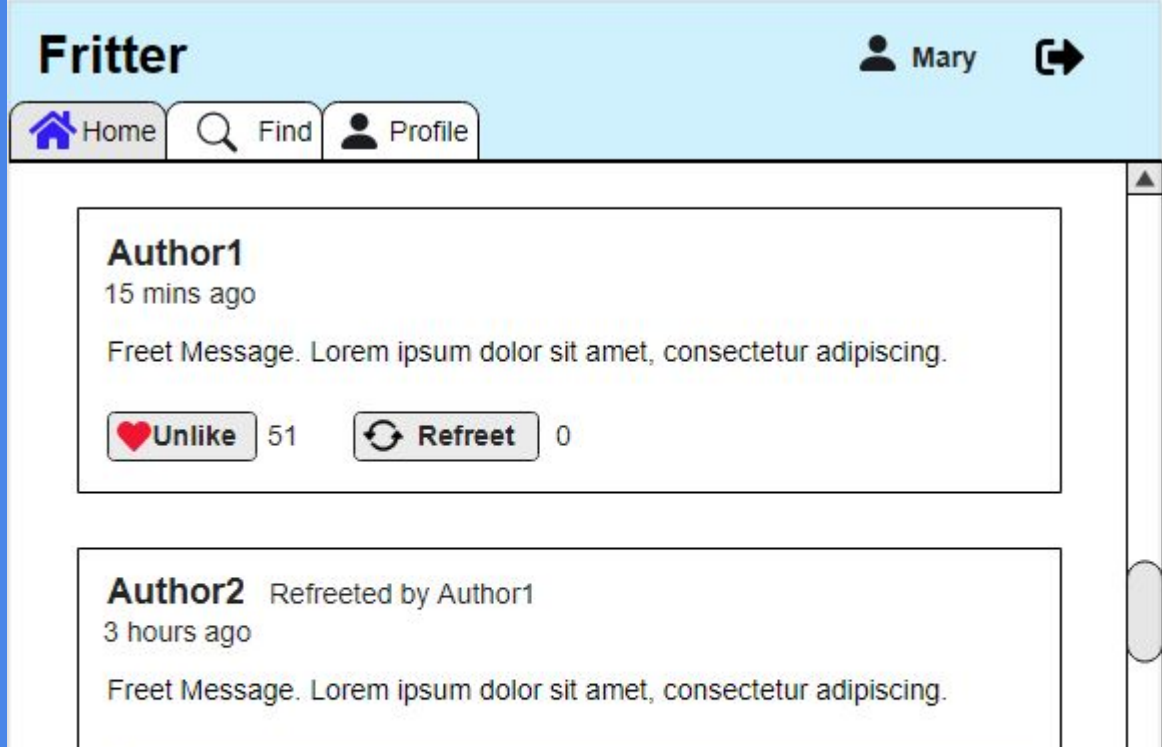 Fritter
Mary
Home Find Profile
Author1
15 mins ago
Freet Message. Lorem ipsum dolor sit amet, consectetur adipiscing.
Unlike 51 Refreet 0
Author2 Refreeted by Author1
3 hours ago
Freet Message. Lorem ipsum dolor sit amet, consectetur adipiscing.